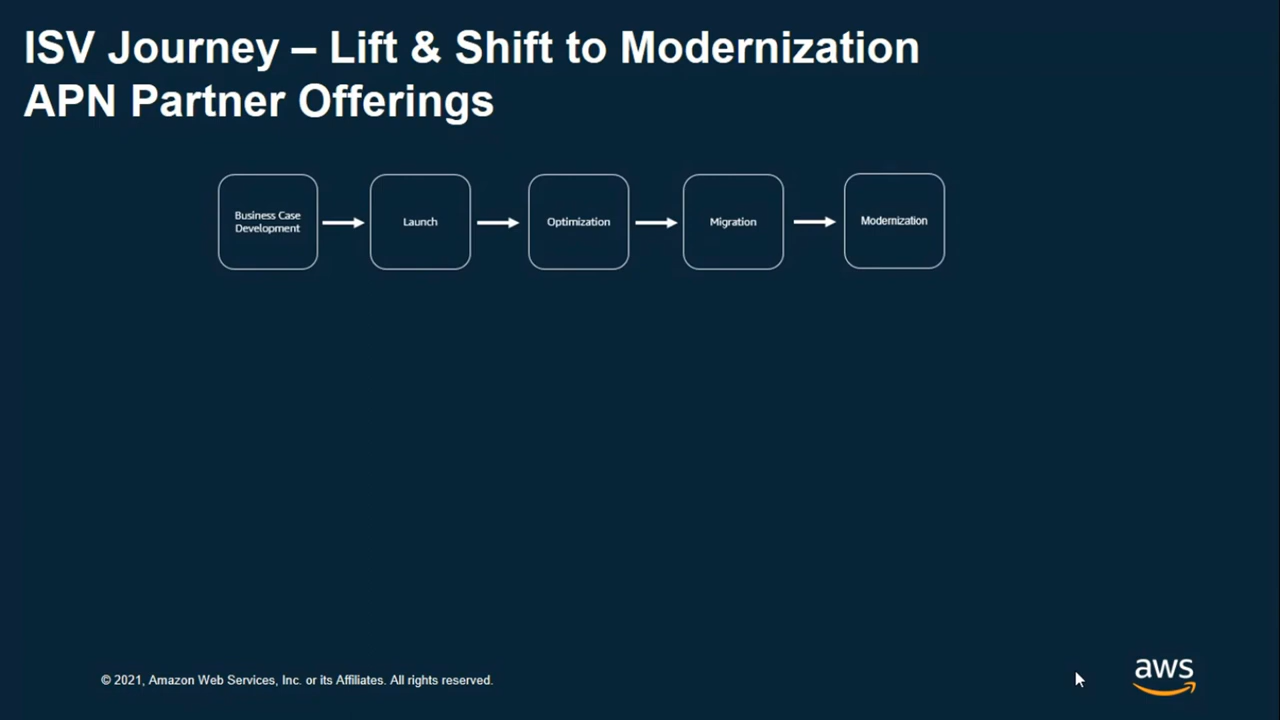 ISV Journey – Lift & Shift to Modernization
APN Partner Offerings
Business Case
Development
Launch
Optimization
Migration
Modernization
© 2021, Amazon Web Services, Inc. or its Affiliates. All rights reserved.
aws